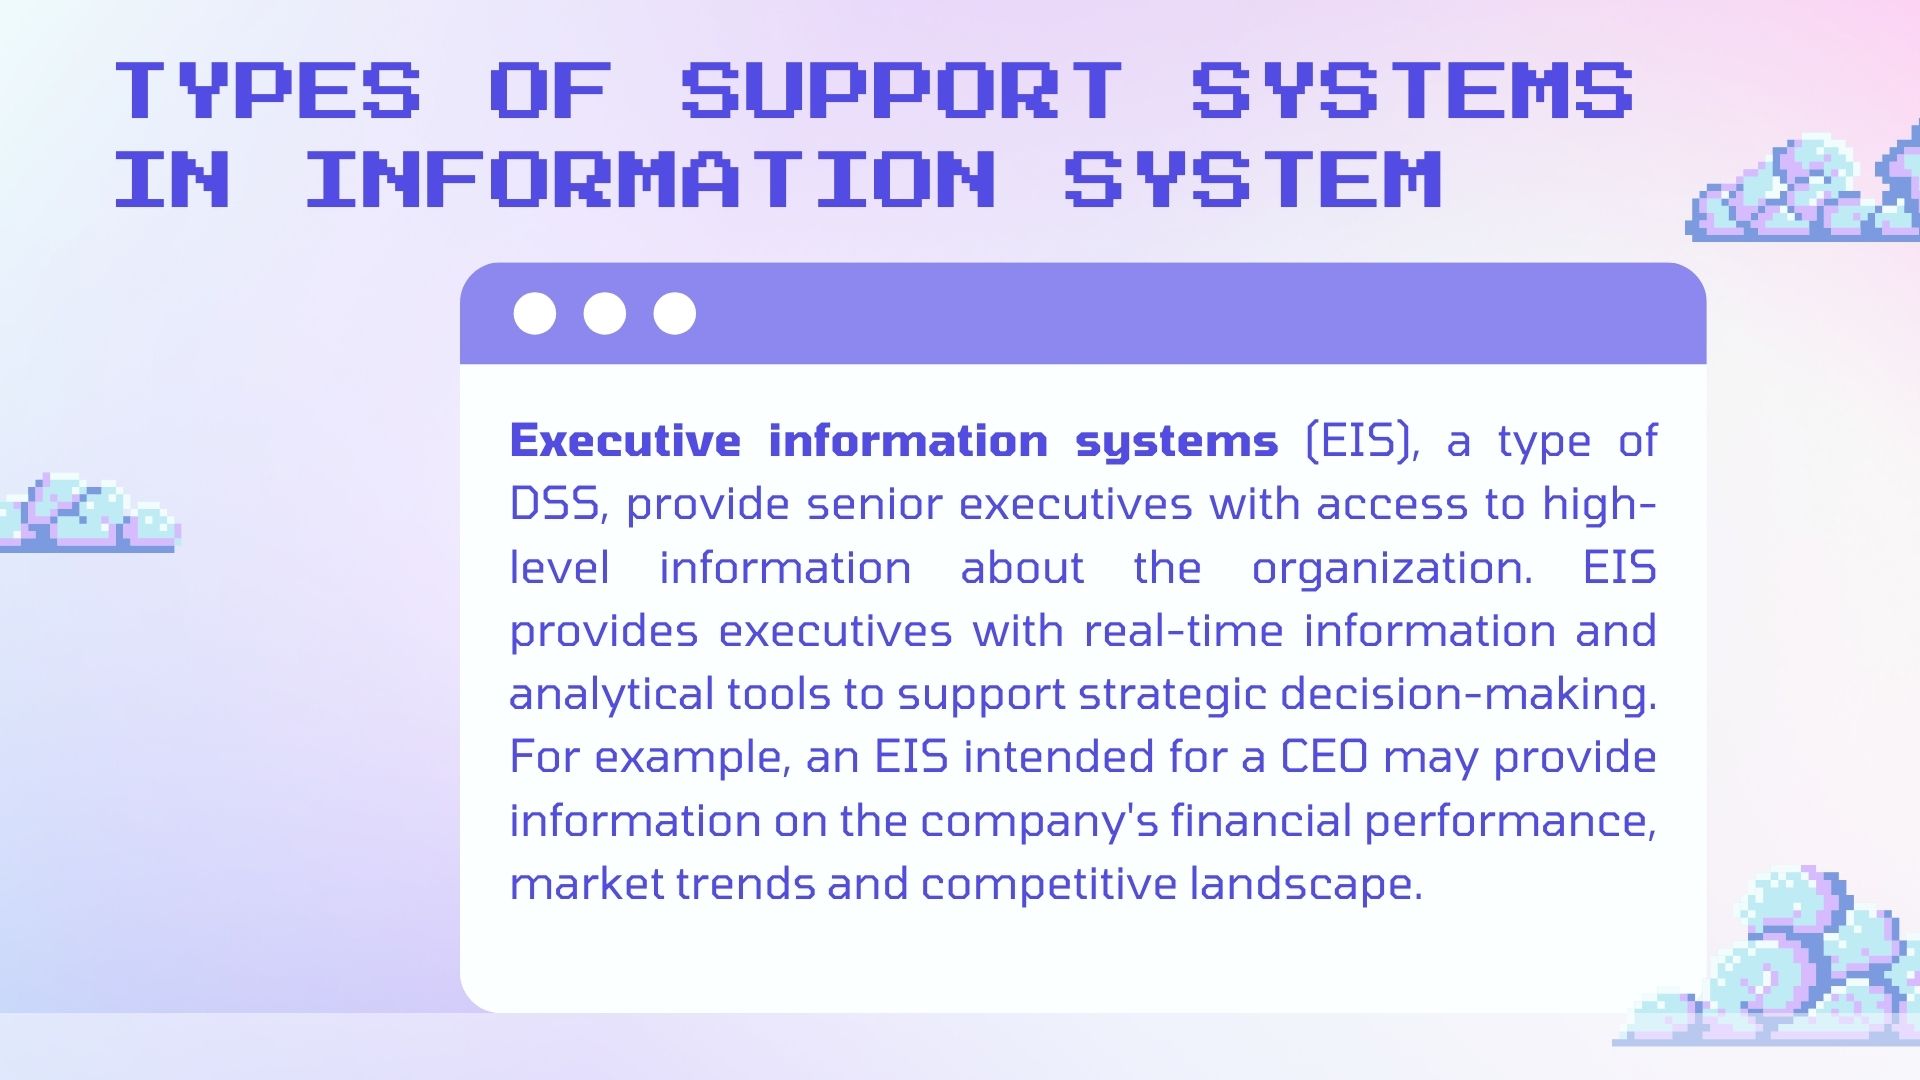 TYPES OF SUPPORT SYSTEMS
IN INFORMATION SYSTEM
Executive information systems (EIS), a type of
DSS, provide senior executives with access to high-
level information about the organization. EIS
provides executives with real-time information and
analytical tools to support strategic decision-making.
For example, an EIS intended for a CEO may provide
information on the company's financial performance,
market trends and competitive landscape.